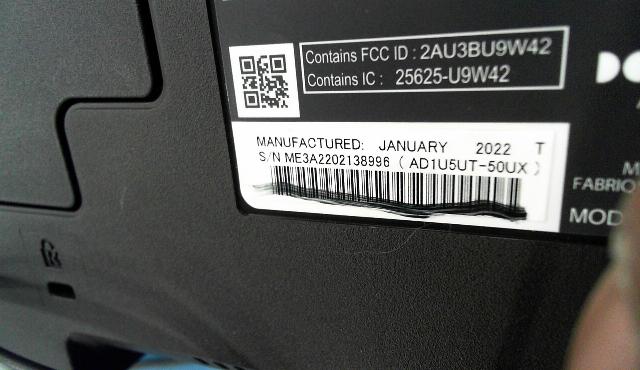 Contains FCC ID : 2AU3BU9W42
Contains IC : 25625-U9W42
MANUFACTURED: JANUARY 2022 T
S/N ME3A2202138996 ( AD1U5UT-50UX )